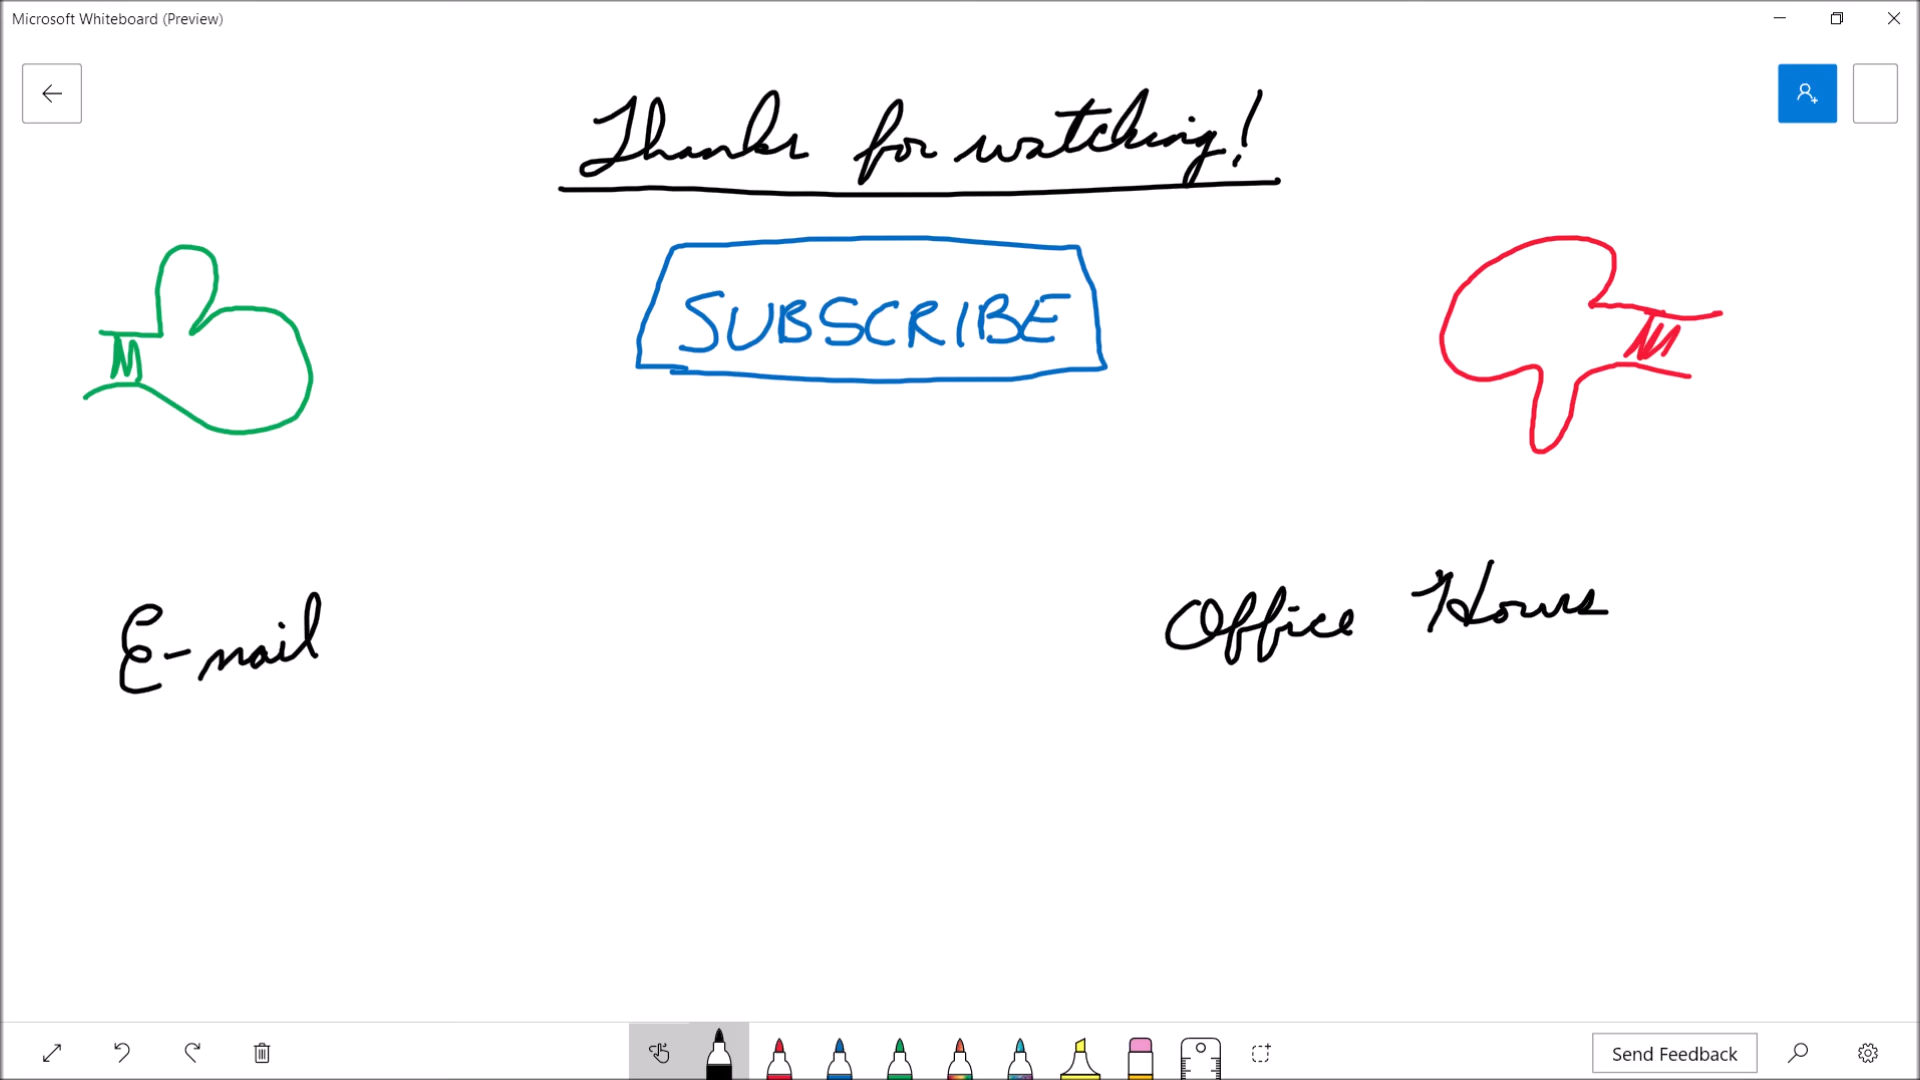 Microsoft Whiteboard (Preview)
Thanks for watching!
SUBSCRIBE
E-mail
Office Hours
Send Feedback